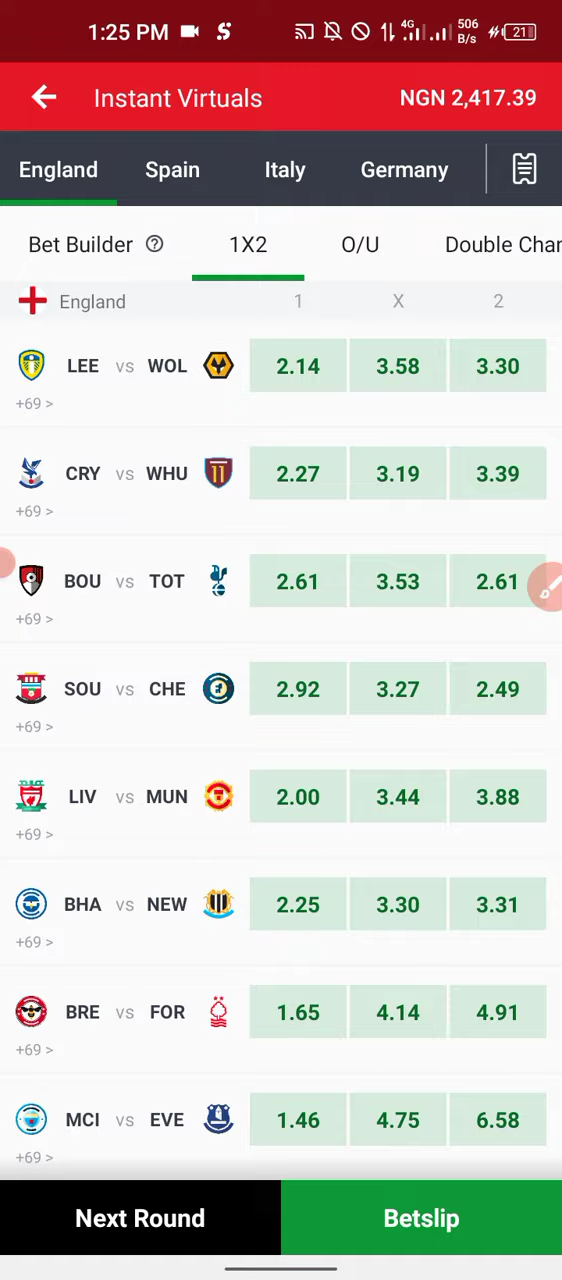 1:25 PM 4G 506 B/s 21
Instant Virtuals NGN 2,417.39
England Spain Italy Germany
Bet Builder ? 1X2 O/U Double Chan
England 1 X 2
LEE vs WOL 2.14 3.58 3.30
+69 >
CRY vs WHU 2.27 3.19 3.39
+69 >
BOU vs TOT 2.61 3.53 2.61
+69 >
SOU vs CHE 2.92 3.27 2.49
+69 >
LIV vs MUN 2.00 3.44 3.88
+69 >
BHA vs NEW 2.25 3.30 3.31
+69 >
BRE vs FOR 1.65 4.14 4.91
+69 >
MCI vs EVE 1.46 4.75 6.58
+69 >
Next Round Betslip